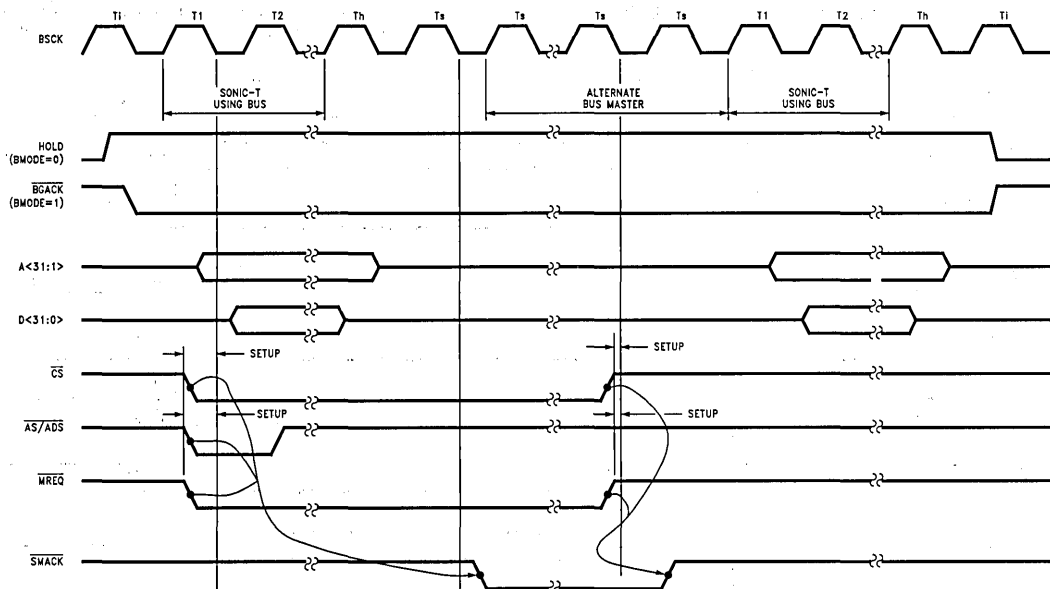 Ti T1 T2 Th Ts Ts Ts Ts T1 T2 Th Ti
BSCK
SONIC-T
USING BUS
ALTERNATE
BUS MASTER
SONIC-T
USING BUS
HOLD
(BMODE=0)
BGACK
(BMODE=1)
A<31:1>
D<31:0>
SETUP
SETUP
CS
SETUP
SETUP
AS/ADS
MREQ
SMACK